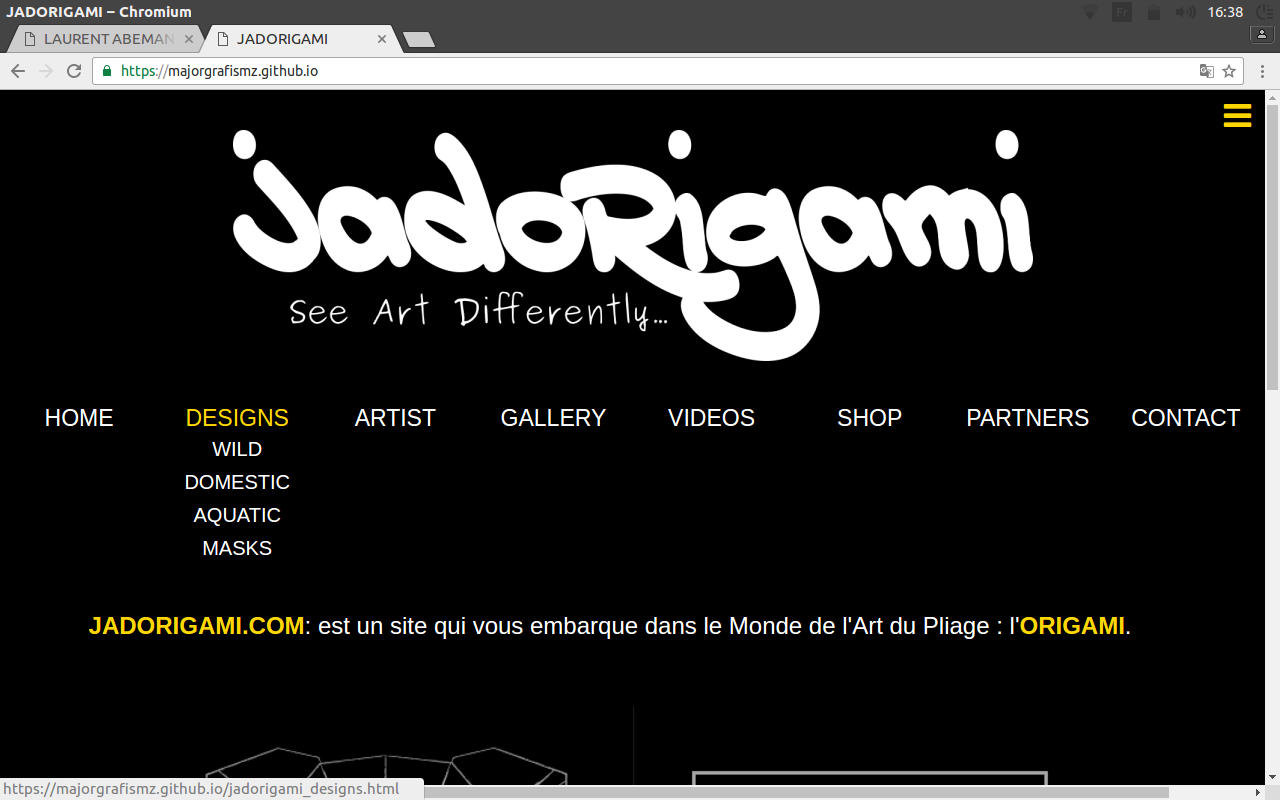 JADORIGAMI – Chromium
Fr
16:38
LAURENT ABEMAN
JADORIGAMI
https://majorgrafismz.github.io
jadoRigami
See Art Differently...
HOME DESIGNS ARTIST GALLERY VIDEOS SHOP PARTNERS CONTACT
WILD
DOMESTIC
AQUATIC
MASKS
JADORIGAMI.COM: est un site qui vous embarque dans le Monde de l'Art du Pliage : l'ORIGAMI.
https://majorgrafismz.github.io/jadorigami_designs.html